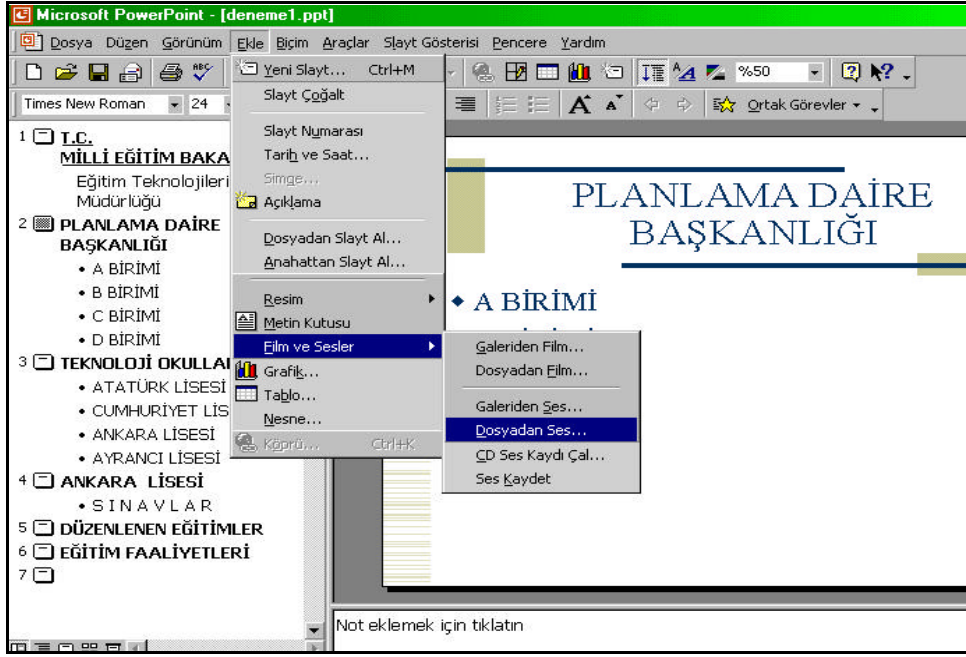 Microsoft PowerPoint - [deneme1.ppt]
Dosya Düzen Görünüm Ekle Biçim Araçlar Slayt Gösterisi Pencere Yardım
%50
Times New Roman 24
Ortak Görevler
Yeni Slayt... Ctrl+M
Slayt Çoğalt
Slayt Numarası
Tarih ve Saat...
Simge...
Açıklama
Dosyadan Slayt Al...
Anahattan Slayt Al...
Resim
Metin Kutusu
Film ve Sesler
Grafik...
Tablo...
Nesne...
Köprü... Ctrl+K
Galeriden Film...
Dosyadan Film...
Galeriden Ses...
Dosyadan Ses...
CD Ses Kaydı Çal...
Ses Kaydet
1 T.C.
MİLLİ EĞİTİM BAKA
Eğitim Teknolojileri
Müdürlüğü
2 PLANLAMA DAİRE
BAŞKANLIĞI
• A BİRİMİ
• B BİRİMİ
• C BİRİMİ
• D BİRİMİ
3 TEKNOLOJİ OKULLA
• ATATÜRK LİSESİ
• CUMHURİYET LİS
• ANKARA LİSESİ
• AYRANCI LİSESİ
4 ANKARA LİSESİ
• S I N A V L A R
5 DÜZENLENEN EĞİTİMLER
6 EĞİTİM FAALİYETLERİ
7
PLANLAMA DAİRE
BAŞKANLIĞI
A BİRİMİ
Not eklemek için tıklatın